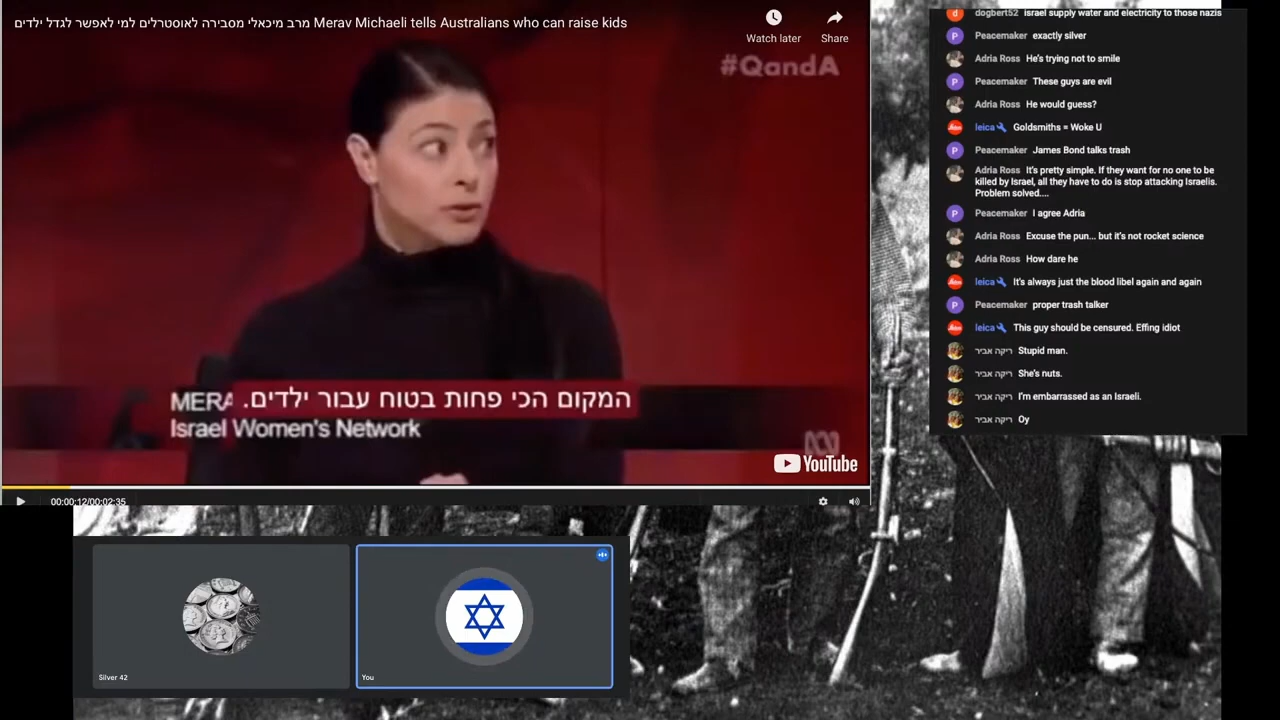 מרב מיכאלי מסבירה לאוסטרלים למי לאפשר לגדל ילדים Merav Michaeli tells Australians who can raise kids
Watch later
Share
#QandA
MERA
המקום הכי פחות בטוח עבור ילדים.
Israel Women's Network
YouTube
00:00:12/00:02:35
d dogbert52 Israel supply water and electricity to those nazis
P Peacemaker exactly silver
Adria Ross He's trying not to smile
P Peacemaker These guys are evil
Adria Ross He would guess?
leica Goldsmiths = Woke U
P Peacemaker James Bond talks trash
Adria Ross It's pretty simple. If they want for no one to be
killed by Israel, all they have to do is stop attacking Israelis.
Problem solved....
P Peacemaker I agree Adria
Adria Ross Excuse the pun... but it's not rocket science
Adria Ross How dare he
leica It's always just the blood libel again and again
P Peacemaker proper trash talker
leica This guy should be censured. Effing idiot
ריקה אביר Stupid man.
ריקה אביר She's nuts.
ריקה אביר I'm embarrassed as an Israeli.
ריקה אביר Oy
Silver 42
You